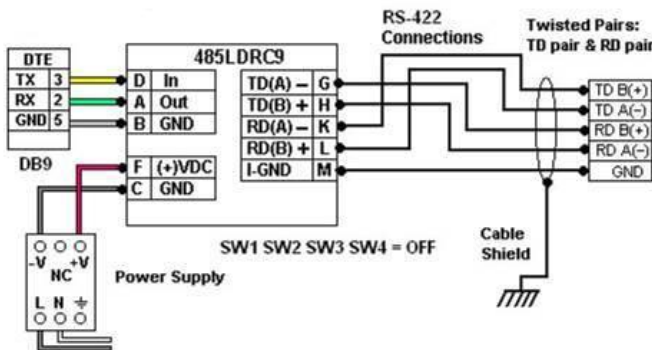 RS-422
Connections
Twisted Pairs:
TD pair & RD pair
DTE
TX 3
RX 2
GND 5
DB9
485LDRC9
D In
A Out
B GND
F (+)VDC
C GND
TD(A) − G
TD(B) + H
RD(A) − K
RD(B) + L
I-GND M
TD B(+)
TD A(−)
RD B(+)
RD A(−)
GND
SW1 SW2 SW3 SW4 = OFF
Cable
Shield
-V +V
NC
L N
Power Supply